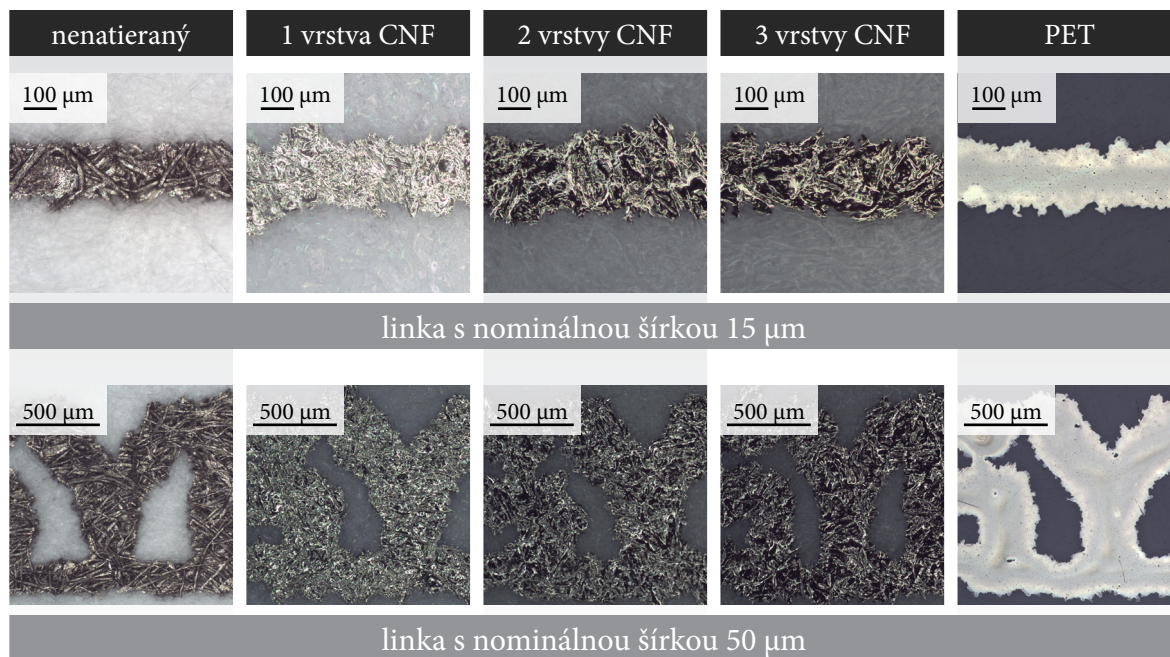 nenatieraný
1 vrstva CNF
2 vrstvy CNF
3 vrstvy CNF
PET
100 µm
100 µm
100 µm
100 µm
100 µm
linka s nominálnou šírkou 15 µm
500 µm
500 µm
500 µm
500 µm
500 µm
linka s nominálnou šírkou 50 µm